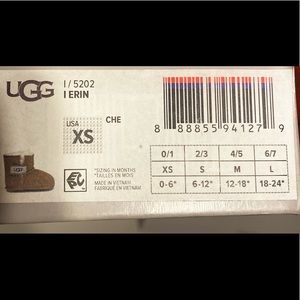 UGG
I / 5202
I ERIN
USA
XS
CHE
8 88855 94127 9
UGG
*SIZING IN MONTHS
*TAILLES EN MOIS
MADE IN VIETNAM
FABRIQUÉ EN VIETNAM
0/1 2/3 4/5 6/7
XS S M L
0-6* 6-12* 12-18* 18-24*